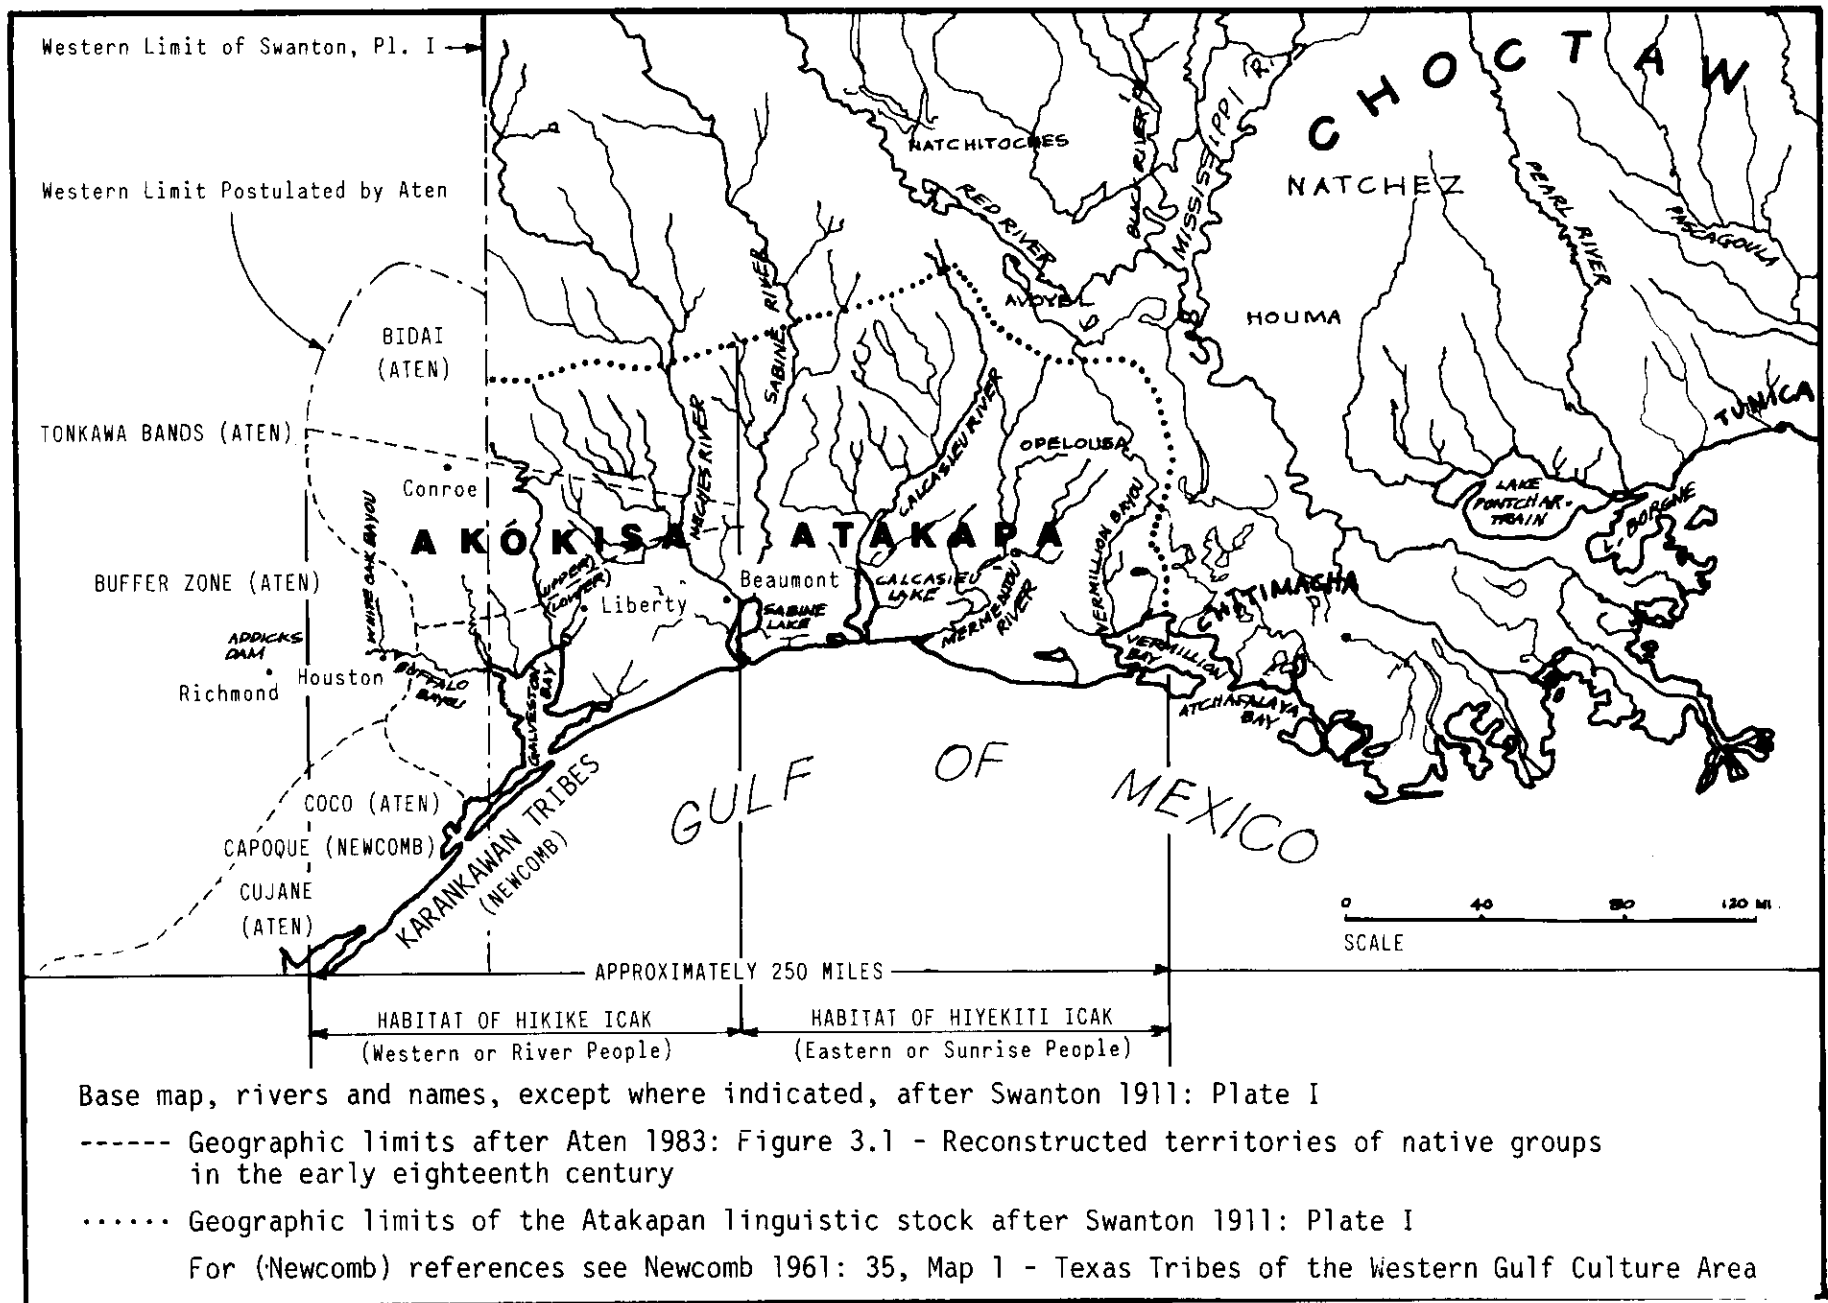 Western Limit of Swanton, Pl. I
Western Limit Postulated by Aten
CHOCTAW
NATCHITOCHES
BLACK RIVER
MISSISSIPPI R.
NATCHEZ
RED RIVER
PEARL RIVER
PASCAGOULA
SABINE RIVER
AVOYEL
HOUMA
BIDAI
(ATEN)
TUNICA
TONKAWA BANDS (ATEN)
NECHES RIVER
CALCASIEU RIVER
OPELOUSA
Conroe
WHITE OAK BAYOU
VERMILLION BAYOU
LAKE
PONTCHAR-
TRAIN
BORGNE
AKÓKISA
ATAKAPA
BUFFER ZONE (ATEN)
(UPPER)
(LOWER)
Liberty
Beaumont
CALCASIEU
LAKE
SABINE
LAKE
MERMENTOU
RIVER
CHITTIMACHA
ADDICKS
DAM
Richmond
Houston
BUFFALO
BAYOU
GALVESTON
BAY
VERMILLION
BAY
ATCHAFALAYA
BAY
GULF OF MEXICO
COCO (ATEN)
CAPOQUE (NEWCOMB)
CUJANE
(ATEN)
KARANKAWAN TRIBES
(NEWCOMB)
0 40 80 120 MI.
SCALE
APPROXIMATELY 250 MILES
HABITAT OF HIKIKE ICAK
(Western or River People)
HABITAT OF HIYEKITI ICAK
(Eastern or Sunrise People)
Base map, rivers and names, except where indicated, after Swanton 1911: Plate I
------ Geographic limits after Aten 1983: Figure 3.1 - Reconstructed territories of native groups
in the early eighteenth century
...... Geographic limits of the Atakapan linguistic stock after Swanton 1911: Plate I
For (Newcomb) references see Newcomb 1961: 35, Map 1 - Texas Tribes of the Western Gulf Culture Area